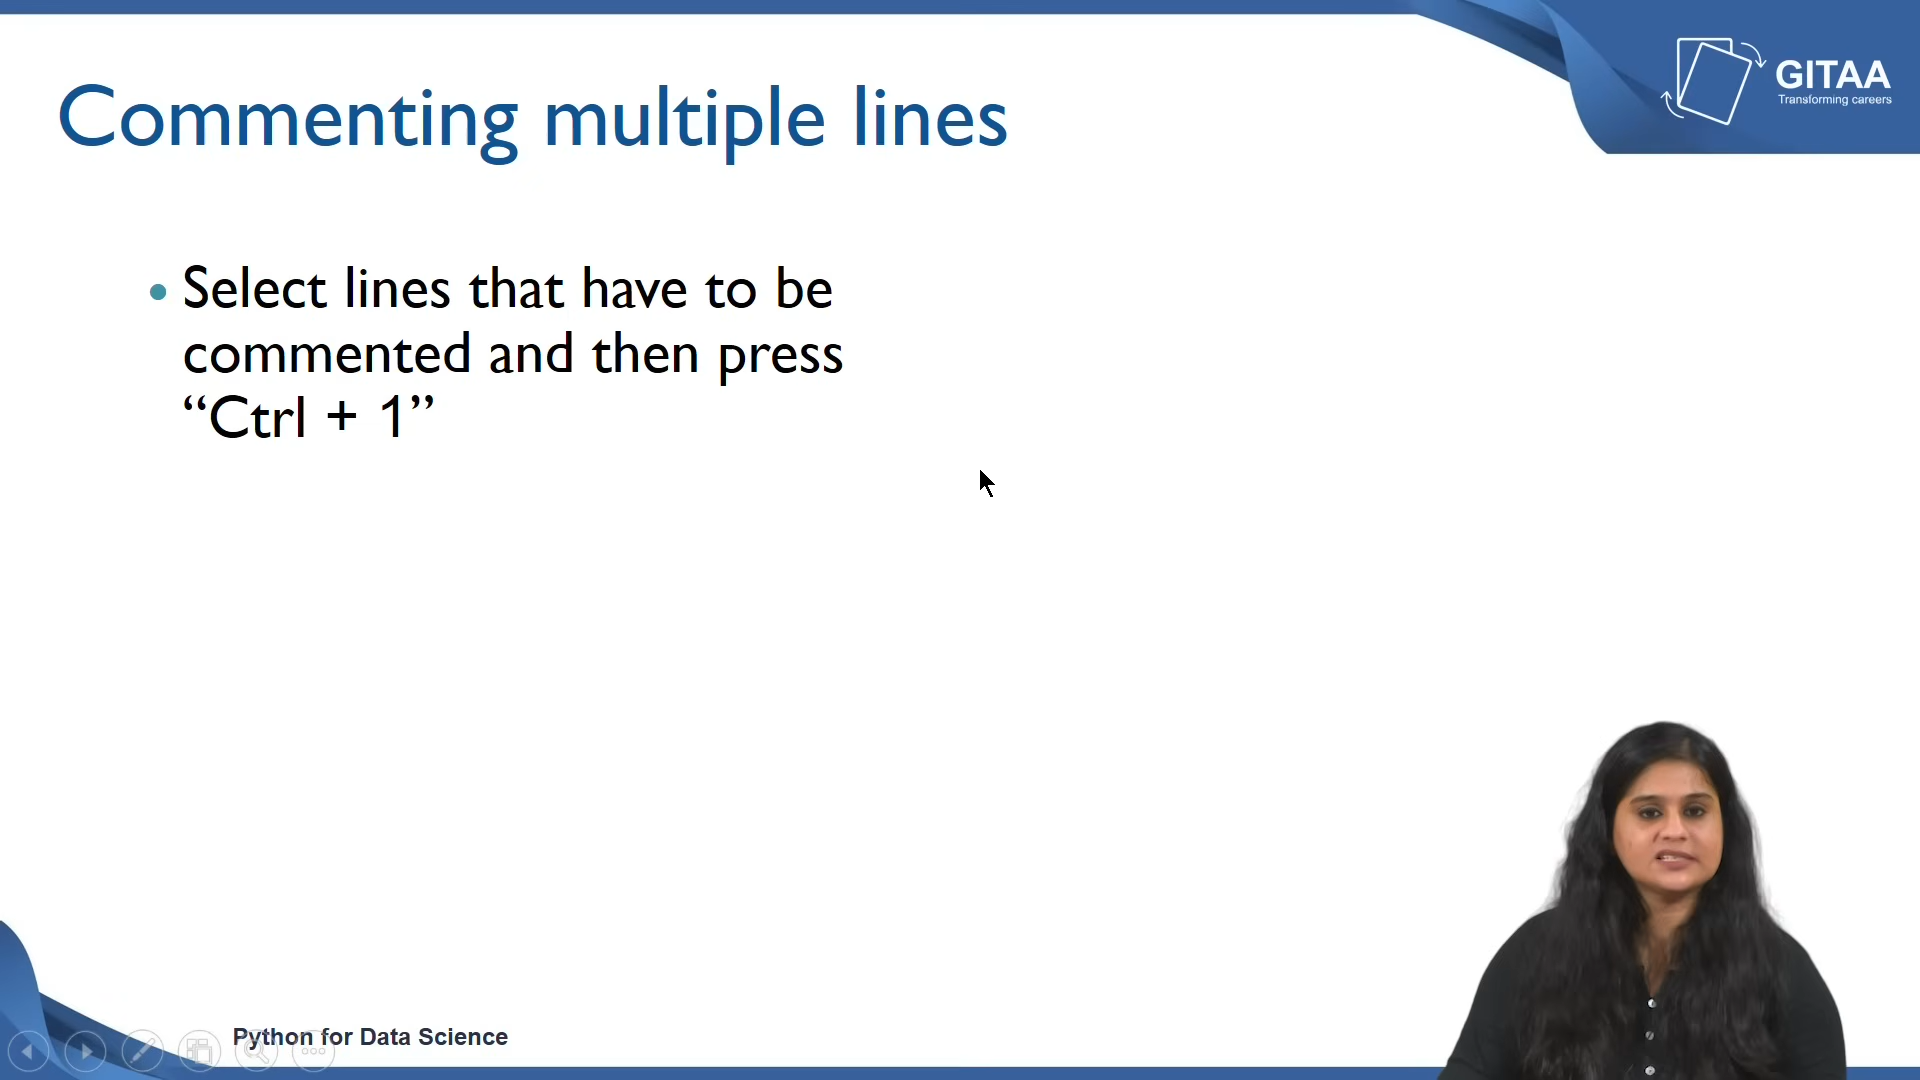 GITAA
Transforming careers
Commenting multiple lines
• Select lines that have to be
commented and then press
“Ctrl + 1”
Python for Data Science